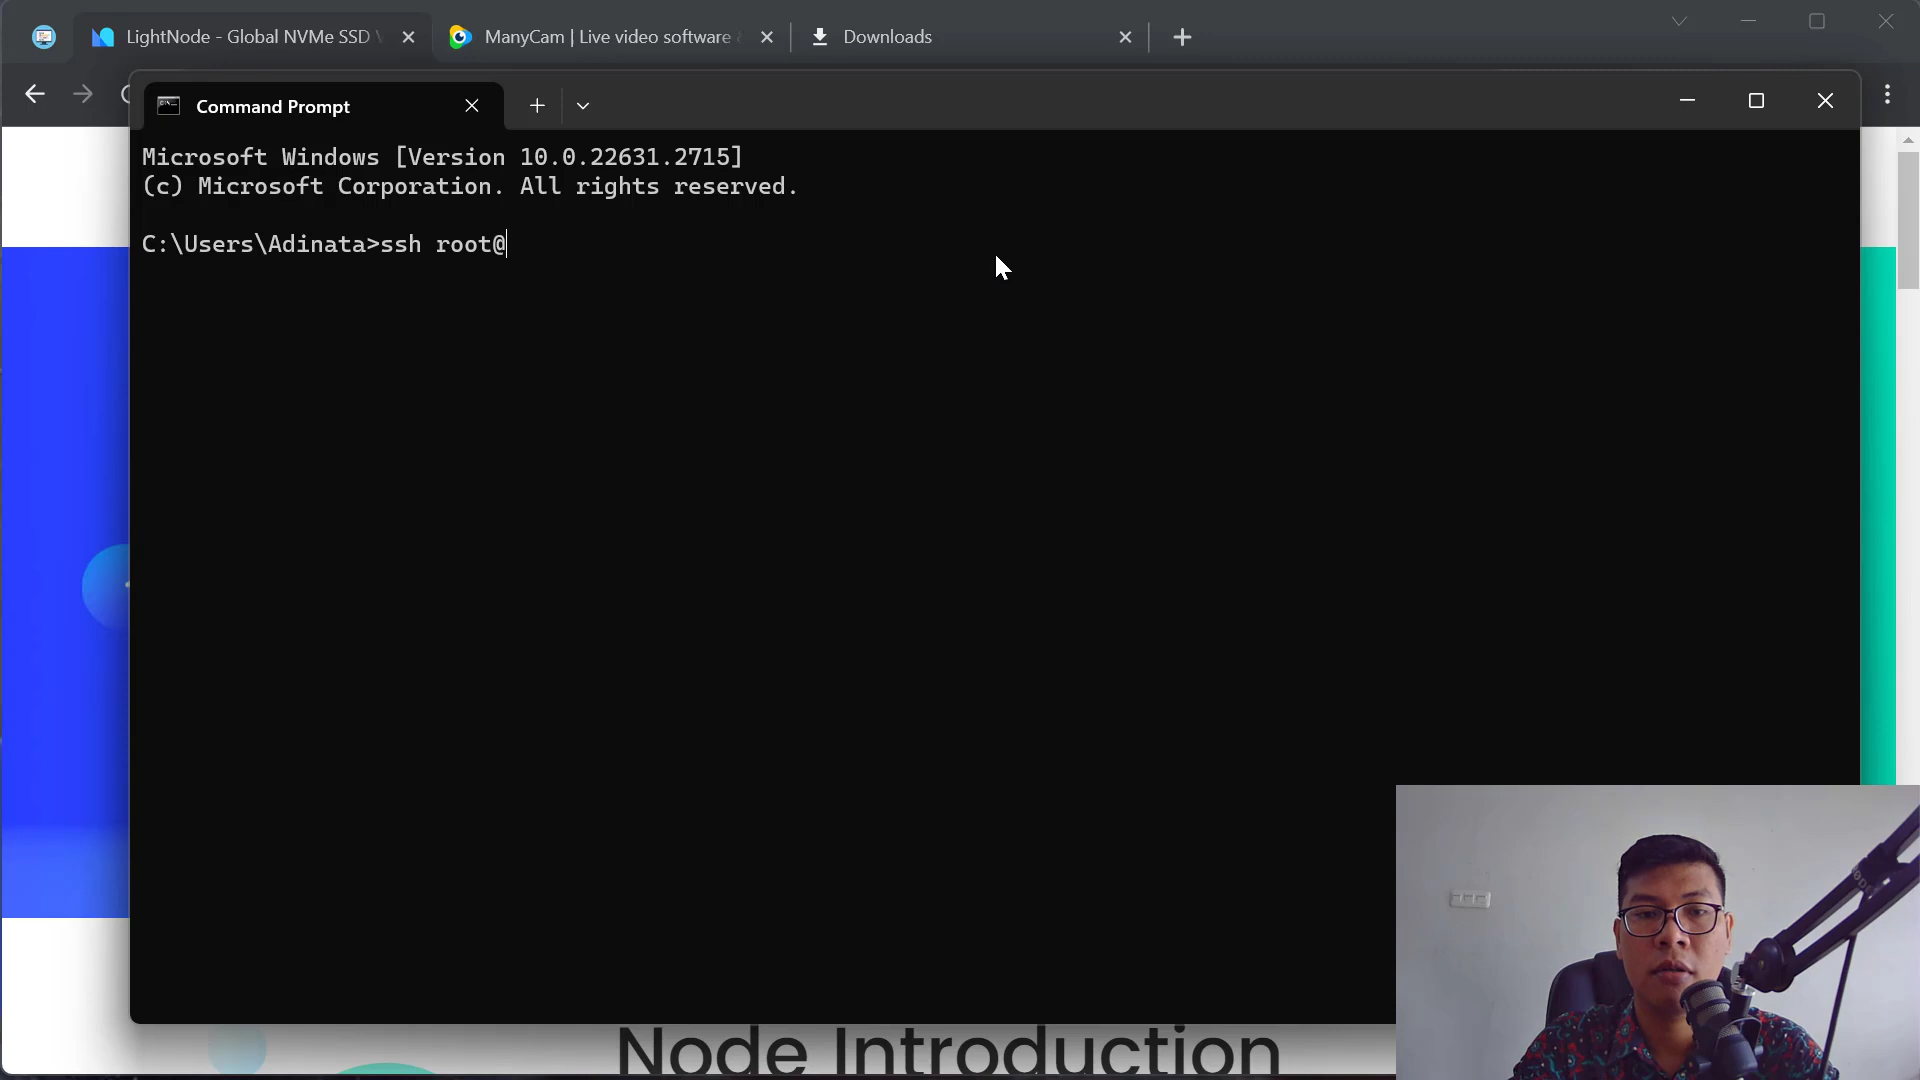 LightNode - Global NVMe SSD
ManyCam | Live video software
Downloads
Command Prompt
Microsoft Windows [Version 10.0.22631.2715]
(c) Microsoft Corporation. All rights reserved.
C:\Users\Adinata>ssh root@
Node Introduction